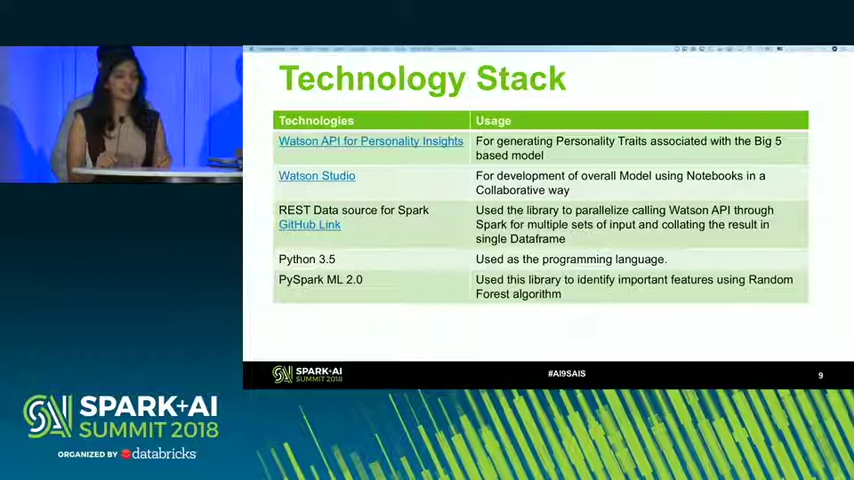 Technology Stack
Technologies
Usage
Watson API for Personality Insights
For generating Personality Traits associated with the Big 5
based model
Watson Studio
For development of overall Model using Notebooks in a
Collaborative way
REST Data source for Spark
GitHub Link
Used the library to parallelize calling Watson API through
Spark for multiple sets of input and collating the result in
single Dataframe
Python 3.5
Used as the programming language.
PySpark ML 2.0
Used this library to identify important features using Random
Forest algorithm
SPARK+AI
SUMMIT 2018
#AI9SAIS
9
SPARK+AI
SUMMIT 2018
ORGANIZED BY databricks